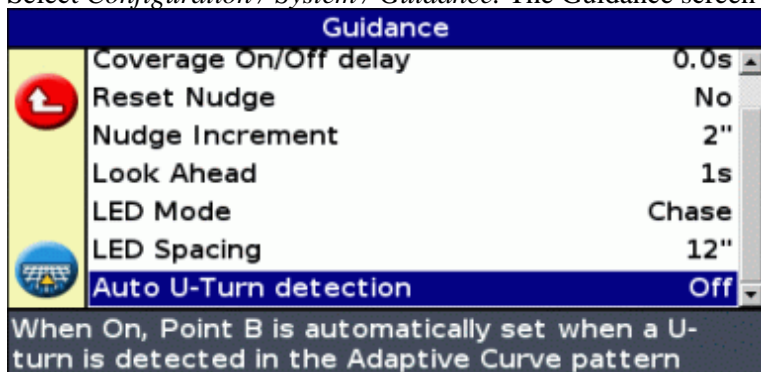 Select Configuration / System / Guidance. The Guidance screen
Guidance
Coverage On/Off delay 0.0s
Reset Nudge No
Nudge Increment 2"
Look Ahead 1s
LED Mode Chase
LED Spacing 12"
Auto U-Turn detection Off
When On, Point B is automatically set when a U-
turn is detected in the Adaptive Curve pattern